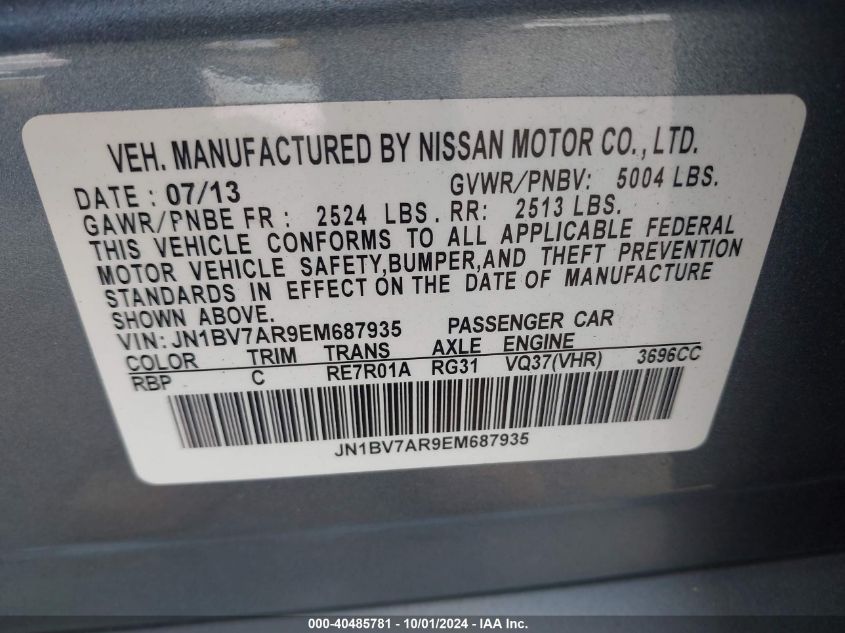 VEH. MANUFACTURED BY NISSAN MOTOR CO., LTD.
DATE : 07/13 GVWR/PNBV: 5004 LBS.
GAWR/PNBE FR : 2524 LBS. RR: 2513 LBS.
THIS VEHICLE CONFORMS TO ALL APPLICABLE FEDERAL
MOTOR VEHICLE SAFETY,BUMPER,AND THEFT PREVENTION
STANDARDS IN EFFECT ON THE DATE OF MANUFACTURE
SHOWN ABOVE.
VIN: JN1BV7AR9EM687935 PASSENGER CAR
COLOR TRIM TRANS AXLE ENGINE
RBP C RE7R01A RG31 VQ37(VHR) 3696CC
JN1BV7AR9EM687935
000-40485781 - 10/01/2024 - IAA Inc.